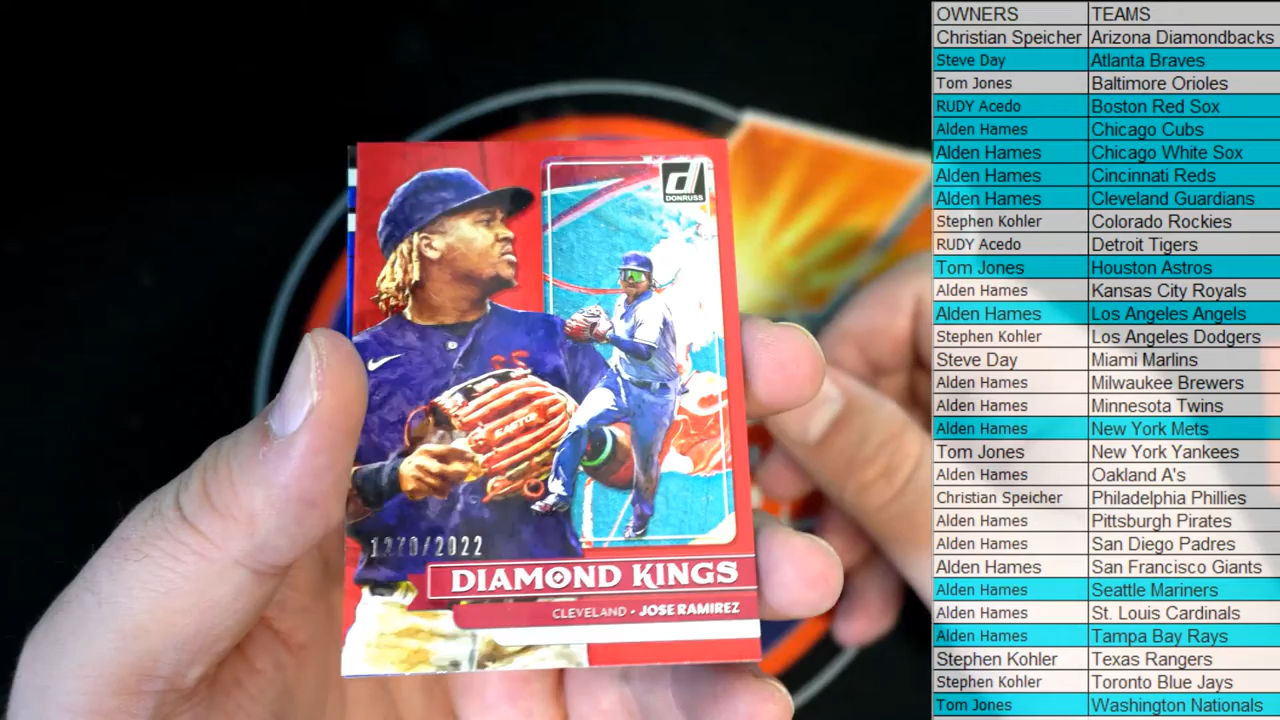 d
DONRUSS
EASTON
1270/2022
DIAMOND KINGS
CLEVELAND • JOSE RAMIREZ
OWNERS TEAMS
Christian Speicher Arizona Diamondbacks
Steve Day Atlanta Braves
Tom Jones Baltimore Orioles
RUDY Acedo Boston Red Sox
Alden Hames Chicago Cubs
Alden Hames Chicago White Sox
Alden Hames Cincinnati Reds
Alden Hames Cleveland Guardians
Stephen Kohler Colorado Rockies
RUDY Acedo Detroit Tigers
Tom Jones Houston Astros
Alden Hames Kansas City Royals
Alden Hames Los Angeles Angels
Stephen Kohler Los Angeles Dodgers
Steve Day Miami Marlins
Alden Hames Milwaukee Brewers
Alden Hames Minnesota Twins
Alden Hames New York Mets
Tom Jones New York Yankees
Alden Hames Oakland A's
Christian Speicher Philadelphia Phillies
Alden Hames Pittsburgh Pirates
Alden Hames San Diego Padres
Alden Hames San Francisco Giants
Alden Hames Seattle Mariners
Alden Hames St. Louis Cardinals
Alden Hames Tampa Bay Rays
Stephen Kohler Texas Rangers
Stephen Kohler Toronto Blue Jays
Tom Jones Washington Nationals